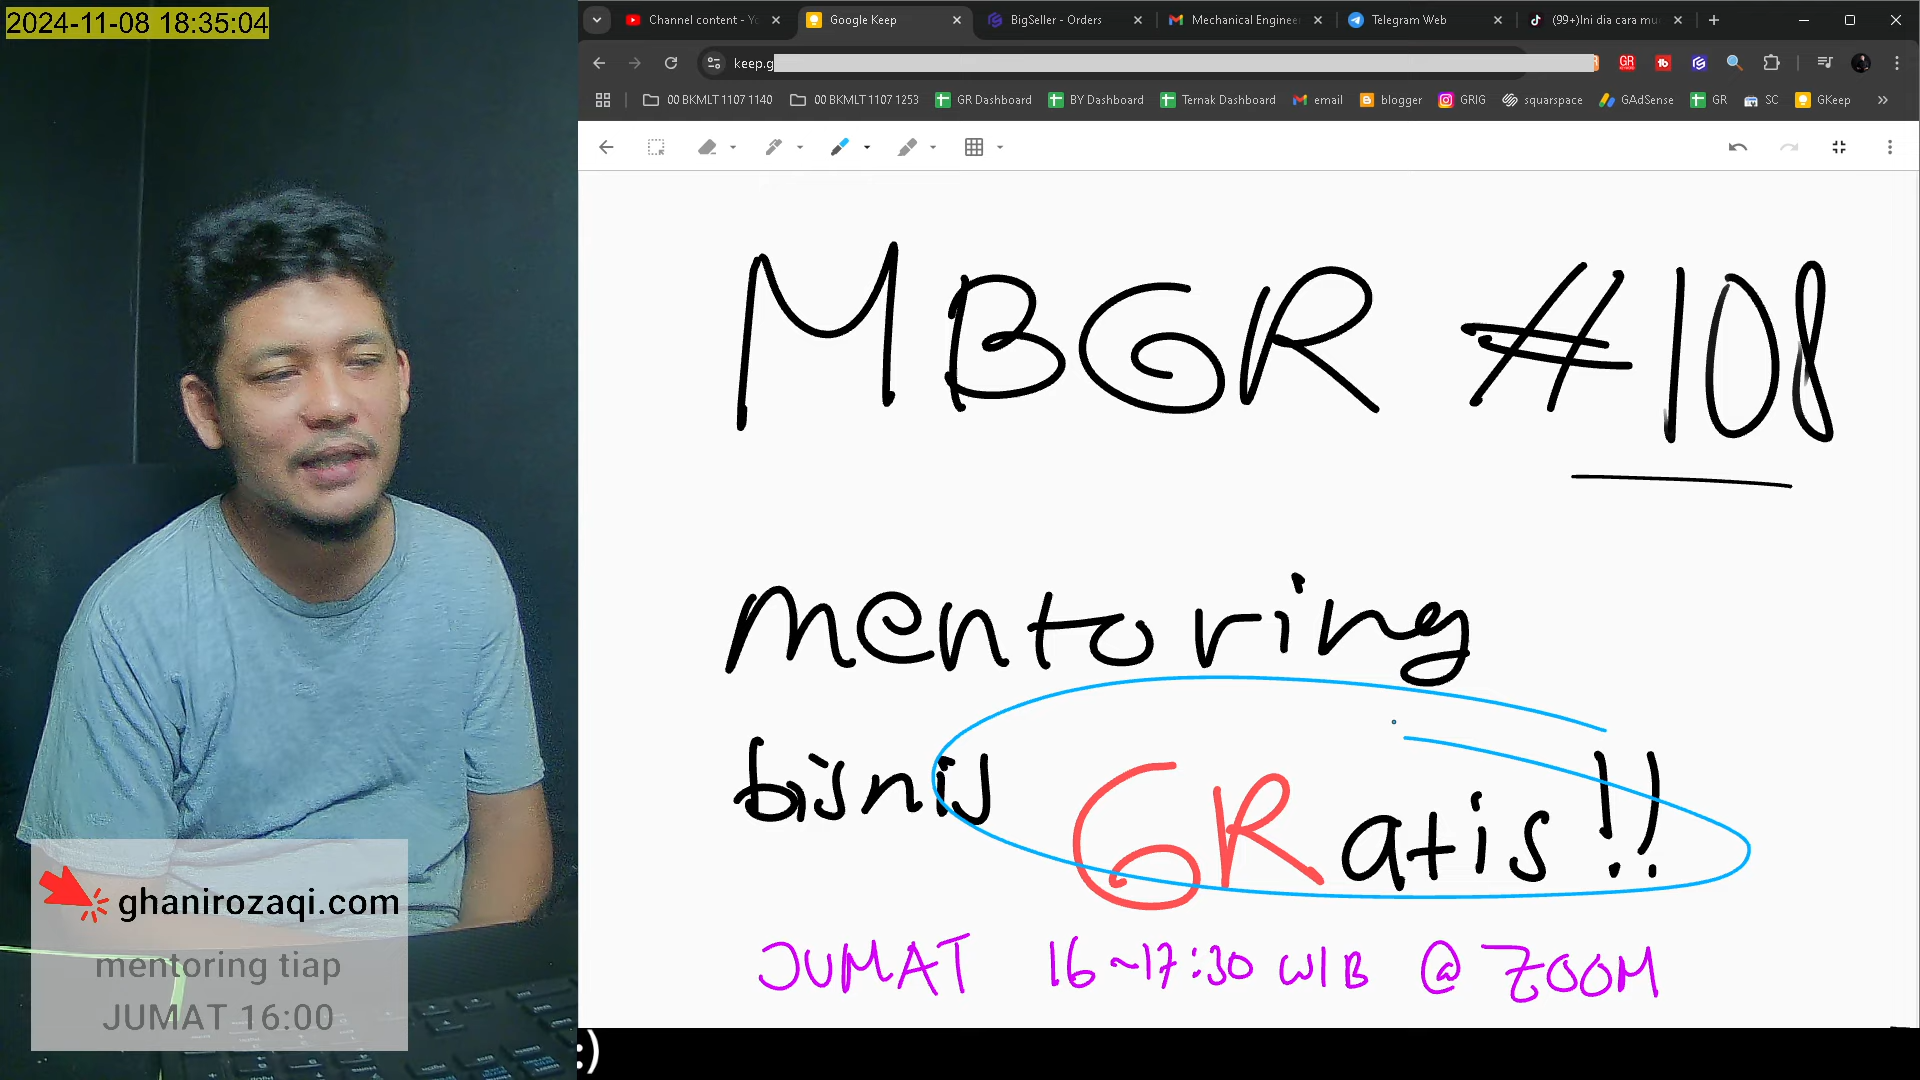 2024-11-08 18:35:04
Channel content - Yo
Google Keep
BigSeller - Orders
Mechanical Enginee
Telegram Web
(99+)Ini dia cara mu
keep.g
00 BKMLT 1107 1140
00 BKMLT 1107 1253
GR Dashboard
BY Dashboard
Ternak Dashboard
email
blogger
GRIG
squarspace
GAdSense
GR
SC
GKeep
MBGR #108
mentoring
bisnis GRatis!!
JUMAT 16~17:30 WIB @ ZOOM
ghanirozaqi.com
mentoring tiap
JUMAT 16:00
:)